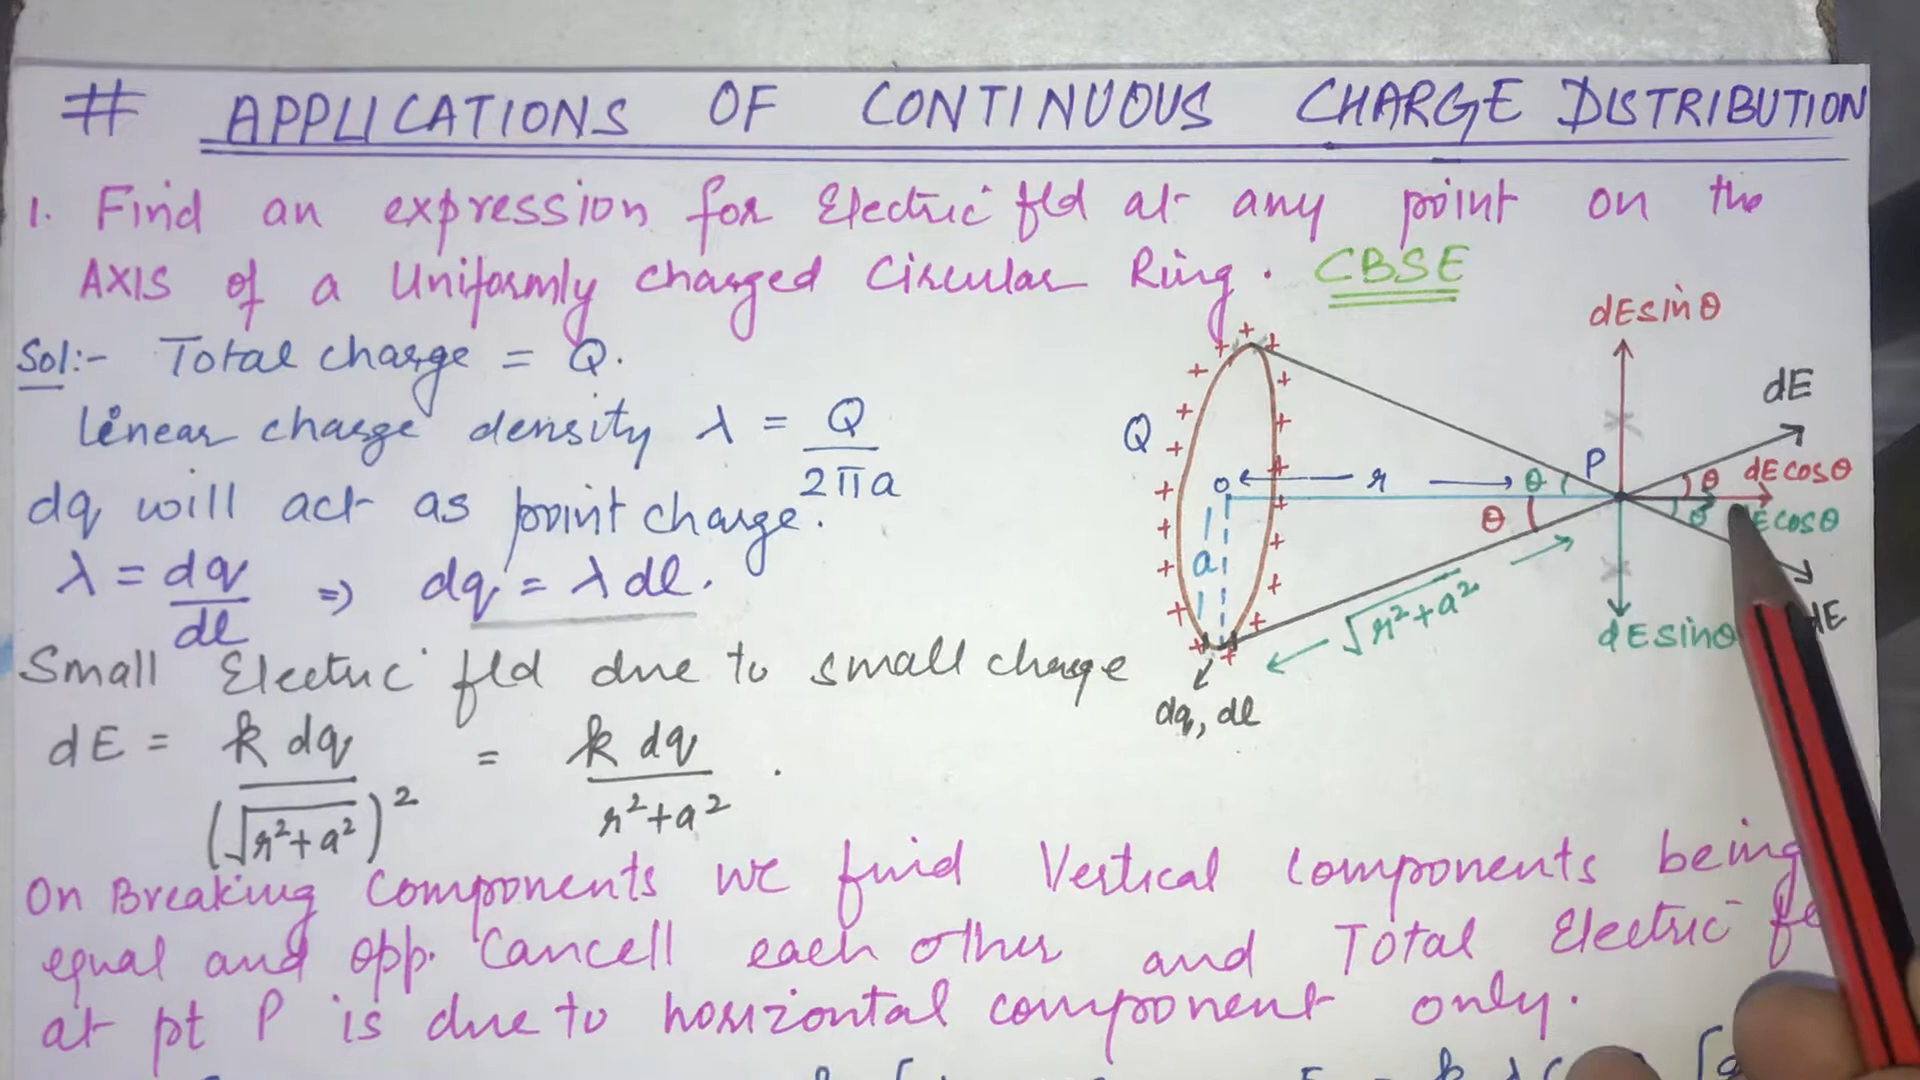 # APPLICATIONS OF CONTINUOUS CHARGE DISTRIBUTION
1. Find an expression for Electric fld at any point on the
AXIS of a Uniformly charged Circular Ring. CBSE
Sol:- Total charge = Q.
linear charge density λ = Q / 2πa
dq will act as point charge.
λ = dq / dl ⇒ dq = λ dl.
Small Electric fld due to small charge
dE = k dq / (√r²+a²)² = k dq / r²+a² .
On Breaking Components we find Vertical Components being
equal and opp. Cancell each other and Total Electric
at pt P is due to horizontal component only.
dE sinθ
dE
Q
P
θ
dE cosθ
O
r
θ
θ
θ
E cosθ
a
√r²+a²
dE sinθ
dE
dq, dl